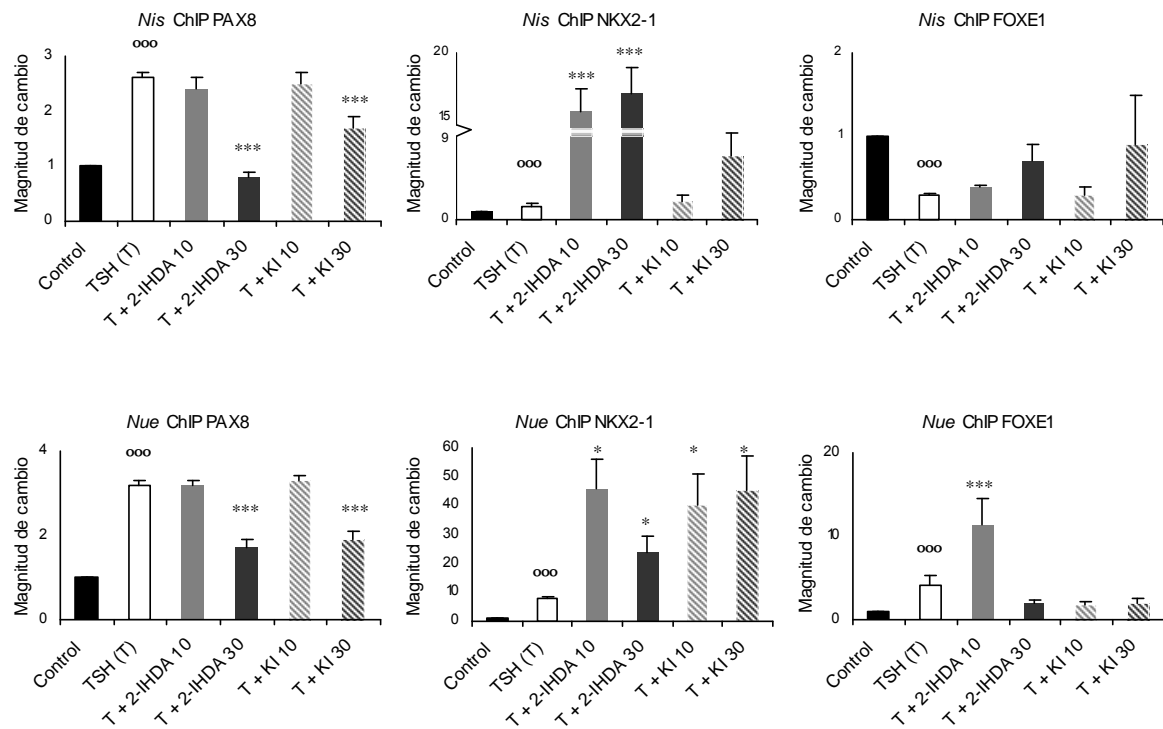 Nis ChIP PAX8
Magnitud de cambio
3
2
1
0
ooo
***
***
Control
TSH (T)
T + 2-IHDA 10
T + 2-IHDA 30
T + KI 10
T + KI 30
Nis ChIP NKX2-1
Magnitud de cambio
20
15
9
0
ooo
***
***
Control
TSH (T)
T + 2-IHDA 10
T + 2-IHDA 30
T + KI 10
T + KI 30
Nis ChIP FOXE1
Magnitud de cambio
2
1
0
ooo
Control
TSH (T)
T + 2-IHDA 10
T + 2-IHDA 30
T + KI 10
T + KI 30
Nue ChIP PAX8
Magnitud de cambio
4
2
0
ooo
***
***
Control
TSH (T)
T + 2-IHDA 10
T + 2-IHDA 30
T + KI 10
T + KI 30
Nue ChIP NKX2-1
Magnitud de cambio
60
50
40
30
20
10
0
ooo
*
*
*
*
Control
TSH (T)
T + 2-IHDA 10
T + 2-IHDA 30
T + KI 10
T + KI 30
Nue ChIP FOXE1
Magnitud de cambio
20
10
0
ooo
***
Control
TSH (T)
T + 2-IHDA 10
T + 2-IHDA 30
T + KI 10
T + KI 30